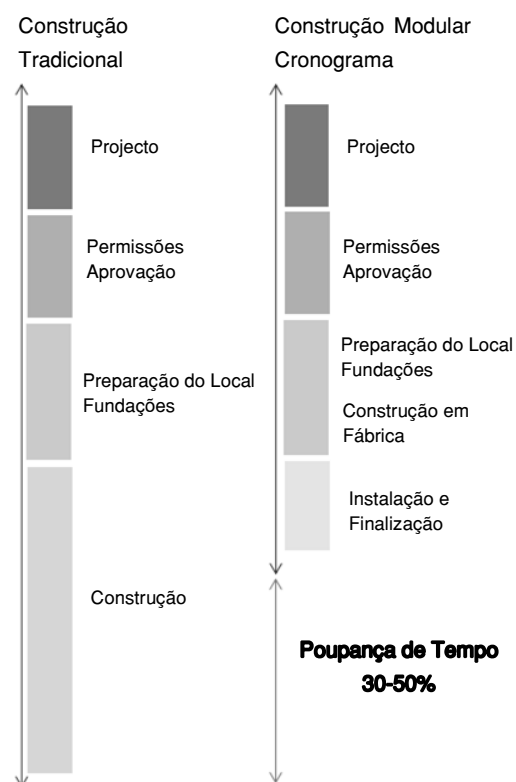 Construção
Tradicional
Projecto
Permissões
Aprovação
Preparação do Local
Fundações
Construção
Construção Modular
Cronograma
Projecto
Permissões
Aprovação
Preparação do Local
Fundações
Construção em
Fábrica
Instalação e
Finalização
Poupança de Tempo
30-50%